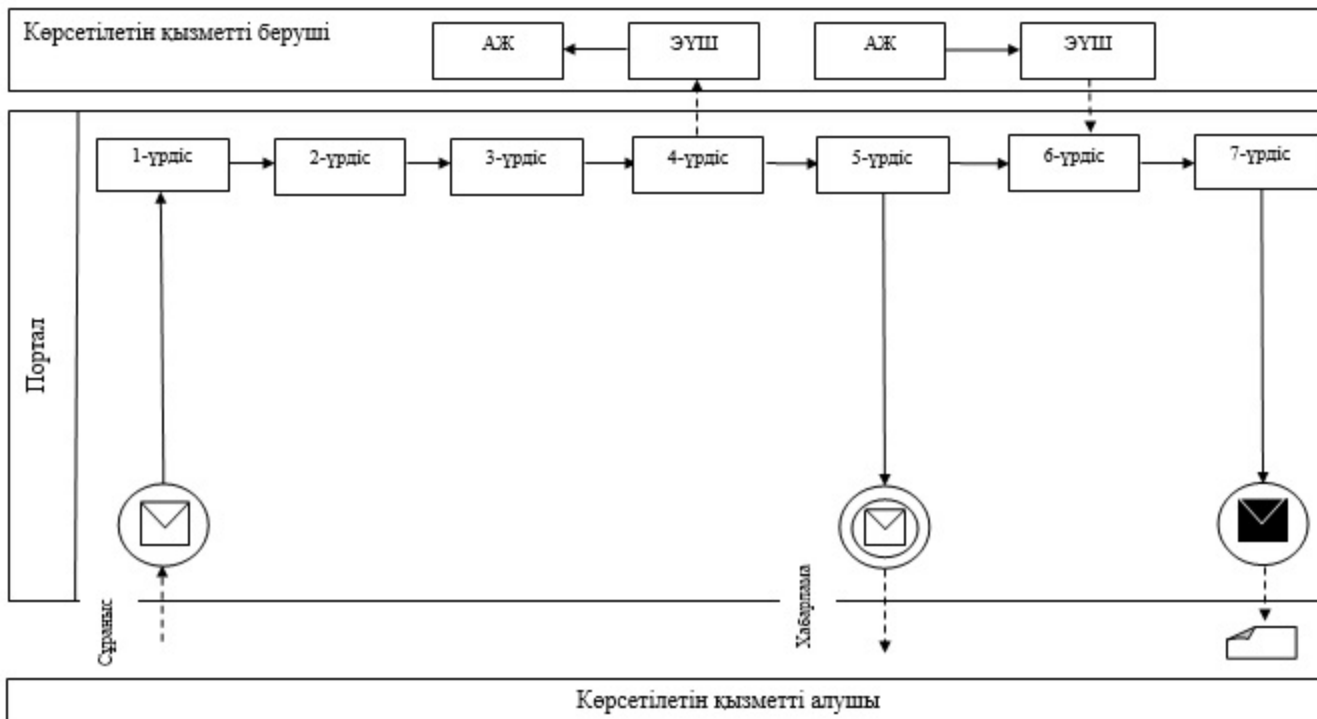 Көрсетілетін қызметті беруші
АЖ
ЭҮШ
АЖ
ЭҮШ
1-үрдіс
2-үрдіс
3-үрдіс
4-үрдіс
5-үрдіс
6-үрдіс
7-үрдіс
Портал
Сұраныс
Хабарлама
Көрсетілетін қызметті алушы